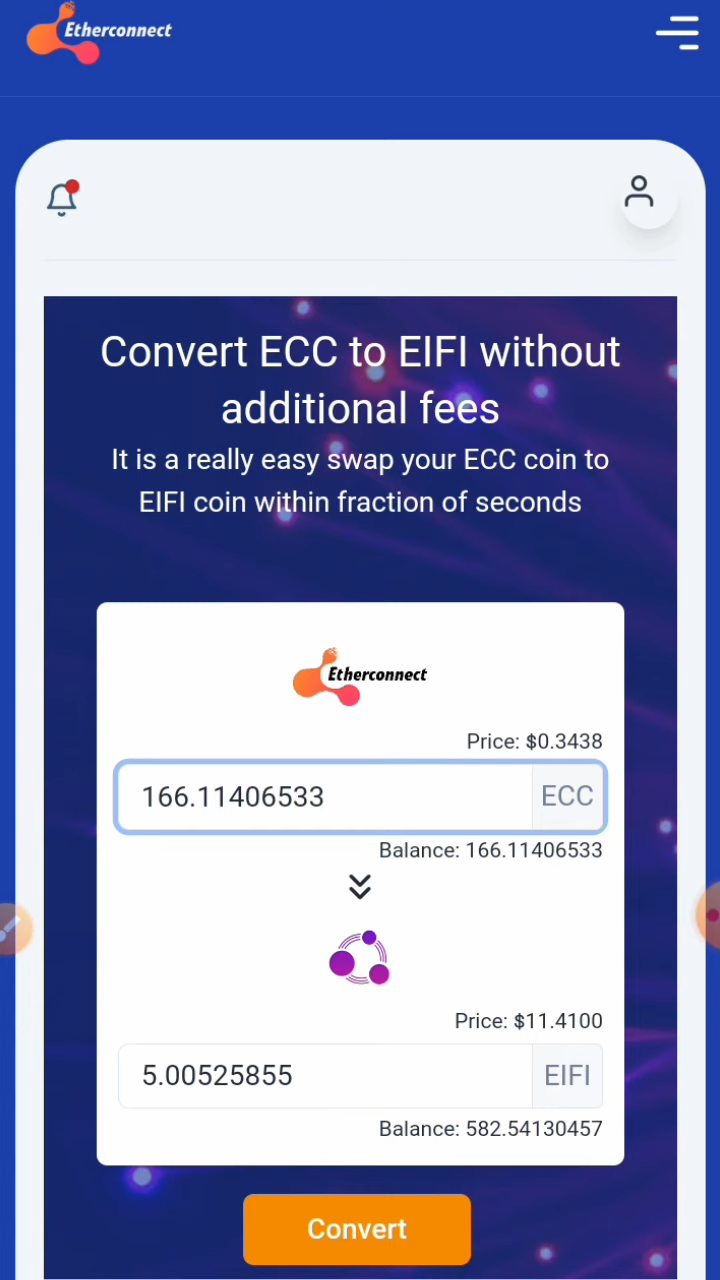 Etherconnect
Convert ECC to EIFI without
additional fees
It is a really easy swap your ECC coin to
EIFI coin within fraction of seconds
Etherconnect
Price: $0.3438
166.11406533 ECC
Balance: 166.11406533
Price: $11.4100
5.00525855 EIFI
Balance: 582.54130457
Convert